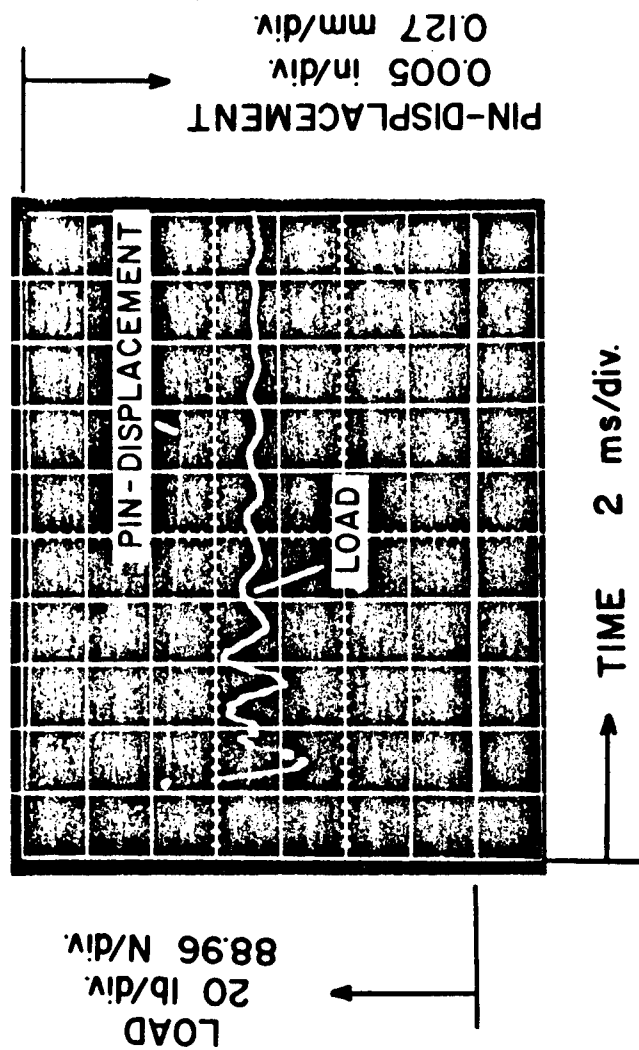 LOAD
20 lb/div.
88.96 N/div.
PIN-DISPLACEMENT
LOAD
PIN-DISPLACEMENT
0.005 in/div.
0.127 mm/div.
TIME 2 ms/div.